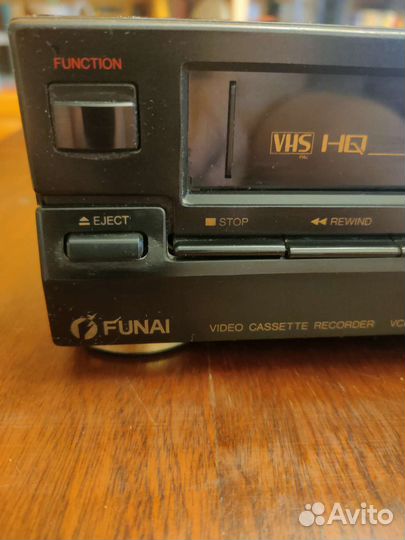 FUNCTION
VHS HQ
PAL
EJECT
STOP
REWIND
FUNAI
VIDEO CASSETTE RECORDER
Avito